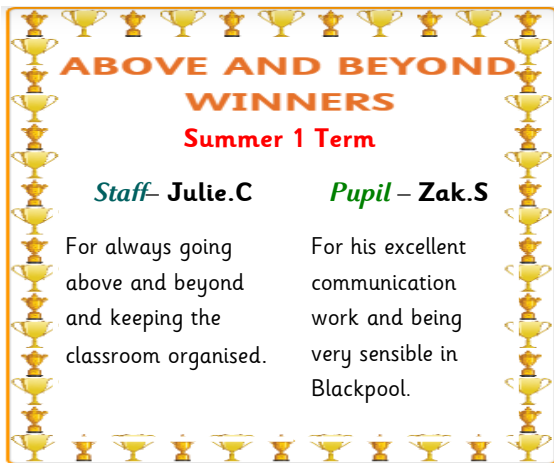 ABOVE AND BEYOND
WINNERS
Summer 1 Term
Staff– Julie.C
For always going
above and beyond
and keeping the
classroom organised.
Pupil – Zak.S
For his excellent
communication
work and being
very sensible in
Blackpool.